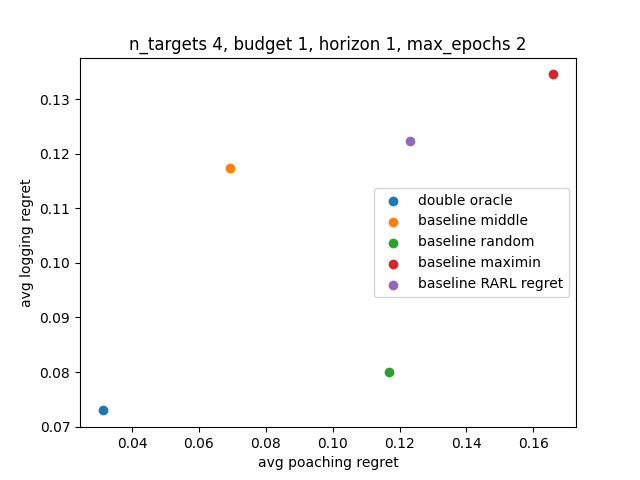 n_targets 4, budget 1, horizon 1, max_epochs 2
0.13
0.12
0.11
0.10
0.09
0.08
0.07
avg logging regret
double oracle
baseline middle
baseline random
baseline maximin
baseline RARL regret
0.04 0.06 0.08 0.10 0.12 0.14 0.16
avg poaching regret